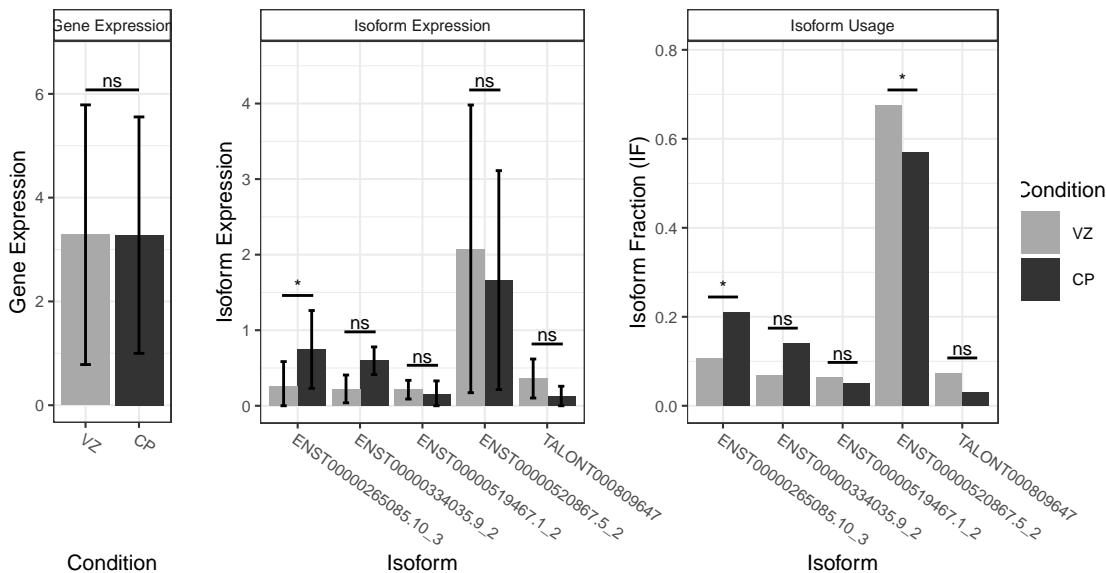 Gene Expression
Gene Expression
6
4
2
0
ns
VZ
CP
Condition
Isoform Expression
Isoform Expression
4
3
2
1
0
*
ns
ns
ns
ns
ENST00000265085.10_3
ENST00000334035.9_2
ENST00000519467.1_2
ENST00000520867.5_2
TALONT000809647
Isoform
Isoform Usage
Isoform Fraction (IF)
0.8
0.6
0.4
0.2
0.0
*
ns
ns
*
ns
ENST00000265085.10_3
ENST00000334035.9_2
ENST00000519467.1_2
ENST00000520867.5_2
TALONT000809647
Isoform
Condition
VZ
CP